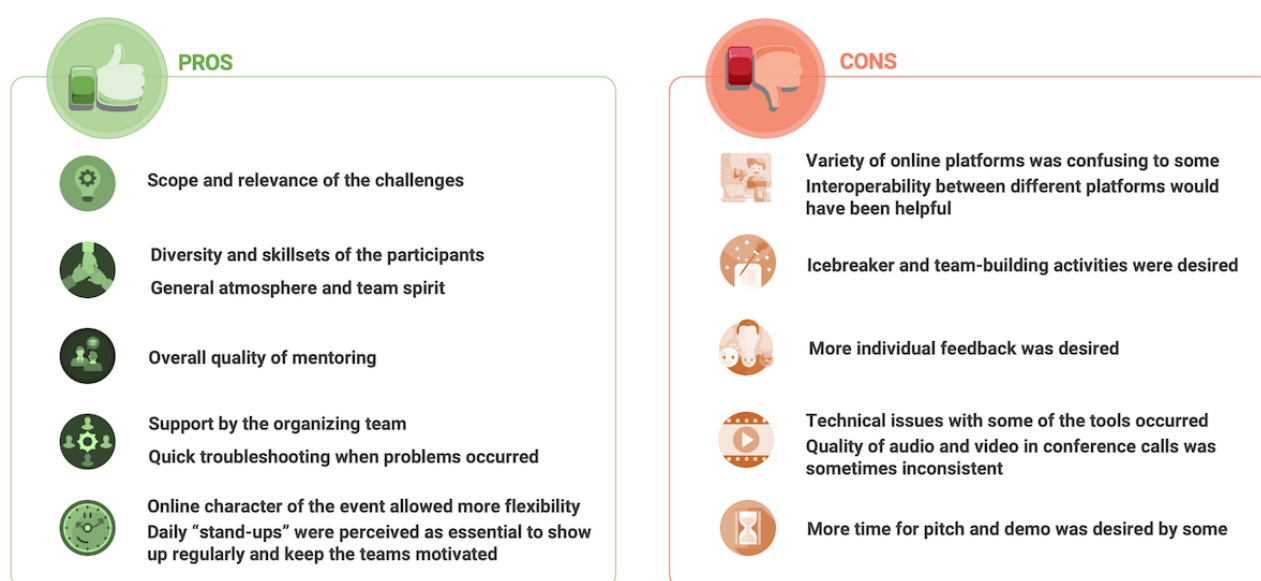 PROS
Scope and relevance of the challenges
Diversity and skillsets of the participants
General atmosphere and team spirit
Overall quality of mentoring
Support by the organizing team
Quick troubleshooting when problems occurred
Online character of the event allowed more flexibility
Daily “stand-ups” were perceived as essential to show
up regularly and keep the teams motivated
CONS
Variety of online platforms was confusing to some
Interoperability between different platforms would
have been helpful
Icebreaker and team-building activities were desired
More individual feedback was desired
Technical issues with some of the tools occurred
Quality of audio and video in conference calls was
sometimes inconsistent
More time for pitch and demo was desired by some